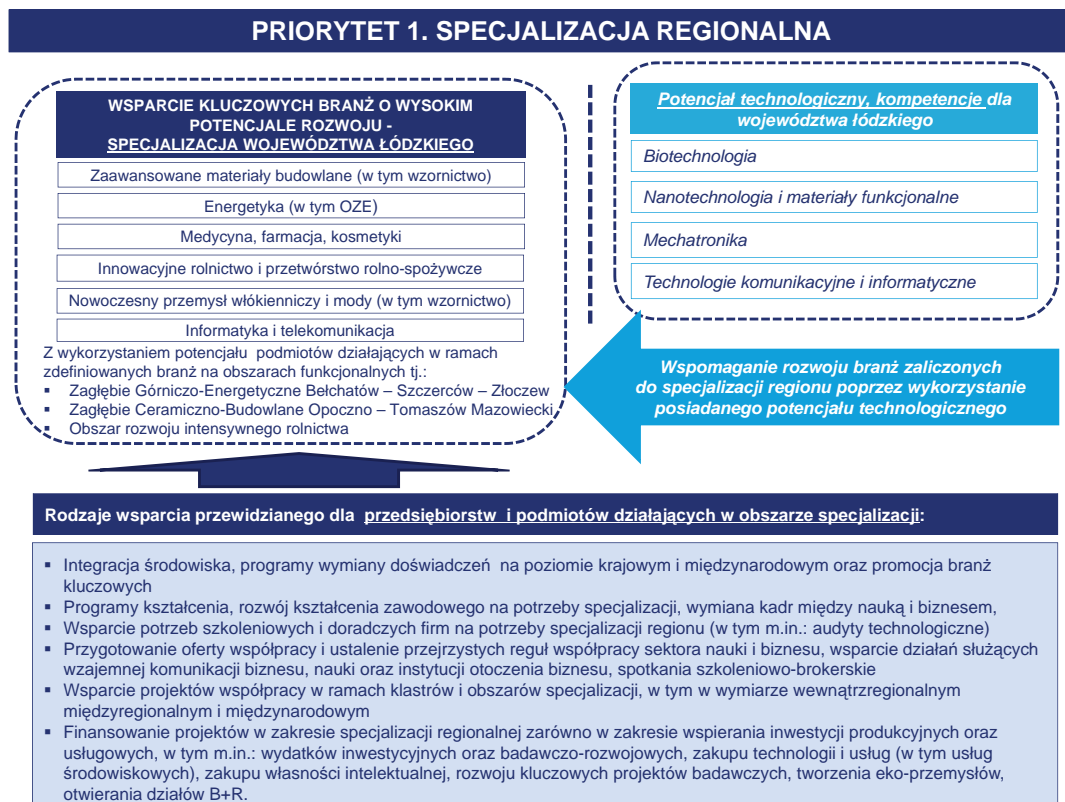 PRIORYTET 1. SPECJALIZACJA REGIONALNA
WSPARCIE KLUCZOWYCH BRANŻ O WYSOKIM
POTENCJALE ROZWOJU -
SPECJALIZACJA WOJEWÓDZTWA ŁÓDZKIEGO
Zaawansowane materiały budowlane (w tym wzornictwo)
Energetyka (w tym OZE)
Medycyna, farmacja, kosmetyki
Innowacyjne rolnictwo i przetwórstwo rolno-spożywcze
Nowoczesny przemysł włókienniczy i mody (w tym wzornictwo)
Informatyka i telekomunikacja
Z wykorzystaniem potencjału podmiotów działających w ramach
zdefiniowanych branż na obszarach funkcjonalnych tj.:
▪ Zagłębie Górniczo-Energetyczne Bełchatów – Szczerców – Złoczew
▪ Zagłębie Ceramiczno-Budowlane Opoczno – Tomaszów Mazowiecki
▪ Obszar rozwoju intensywnego rolnictwa
Potencjał technologiczny, kompetencje dla
województwa łódzkiego
Biotechnologia
Nanotechnologia i materiały funkcjonalne
Mechatronika
Technologie komunikacyjne i informatyczne
Wspomaganie rozwoju branż zaliczonych
do specjalizacji regionu poprzez wykorzystanie
posiadanego potencjału technologicznego
Rodzaje wsparcia przewidzianego dla przedsiębiorstw i podmiotów działających w obszarze specjalizacji:
▪ Integracja środowiska, programy wymiany doświadczeń na poziomie krajowym i międzynarodowym oraz promocja branż
kluczowych
▪ Programy kształcenia, rozwój kształcenia zawodowego na potrzeby specjalizacji, wymiana kadr między nauką i biznesem,
▪ Wsparcie potrzeb szkoleniowych i doradczych firm na potrzeby specjalizacji regionu (w tym m.in.: audyty technologiczne)
▪ Przygotowanie oferty współpracy i ustalenie przejrzystych reguł współpracy sektora nauki i biznesu, wsparcie działań służących
wzajemnej komunikacji biznesu, nauki oraz instytucji otoczenia biznesu, spotkania szkoleniowo-brokerskie
▪ Wsparcie projektów współpracy w ramach klastrów i obszarów specjalizacji, w tym w wymiarze wewnątrzregionalnym
międzyregionalnym i międzynarodowym
▪ Finansowanie projektów w zakresie specjalizacji regionalnej zarówno w zakresie wspierania inwestycji produkcyjnych oraz
usługowych, w tym m.in.: wydatków inwestycyjnych oraz badawczo-rozwojowych, zakupu technologii i usług (w tym usług
środowiskowych), zakupu własności intelektualnej, rozwoju kluczowych projektów badawczych, tworzenia eko-przemysłów,
otwierania działów B+R.